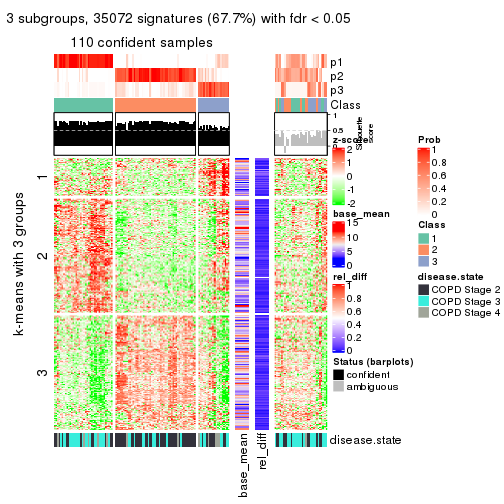 3 subgroups, 35072 signatures (67.7%) with fdr < 0.05
110 confident samples
p1
p2
p3
Class
1
0.5
0
Silhouette
score
k-means with 3 groups
1
2
3
z-score
2
1
0
-1
-2
base_mean
15
10
5
0
rel_diff
1
0.8
0.6
0.4
0.2
0
Status (barplots)
confident
ambiguous
Prob
1
0.8
0.6
0.4
0.2
0
Class
1
2
3
disease.state
COPD Stage 2
COPD Stage 3
COPD Stage 4
disease.state
base_mean
rel_diff